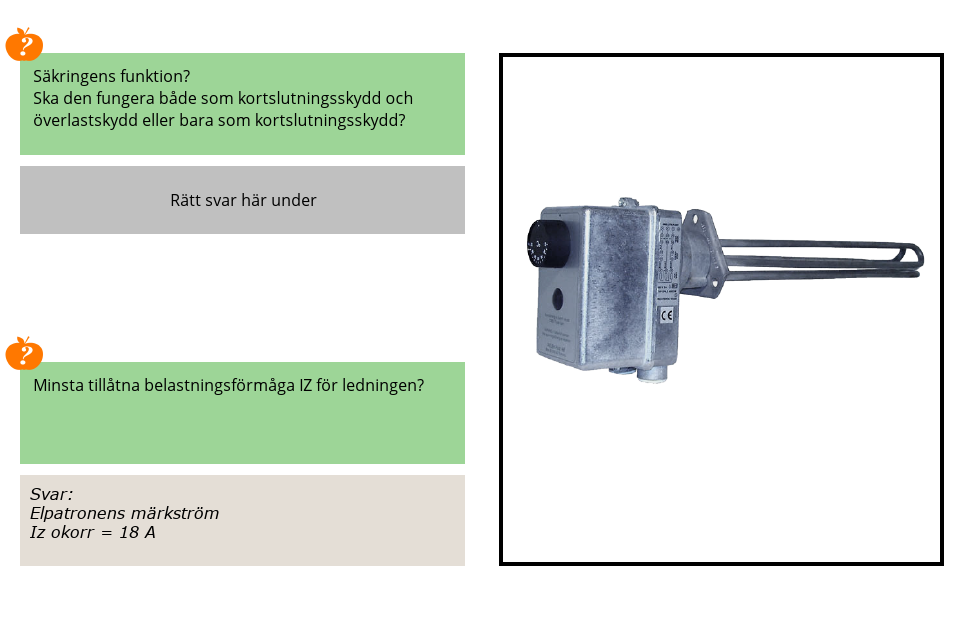 ?
Säkringens funktion?
Ska den fungera både som kortslutningsskydd och
överlastskydd eller bara som kortslutningsskydd?
Rätt svar här under
?
Minsta tillåtna belastningsförmåga IZ för ledningen?
Svar:
Elpatronens märkström
Iz okorr = 18 A
CE